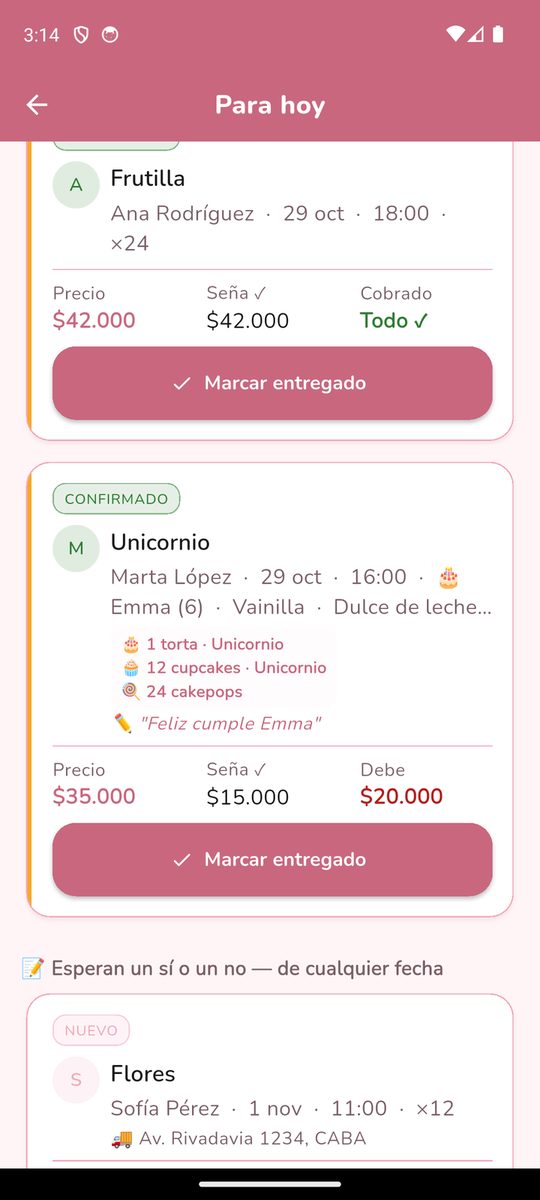 3:14
Para hoy
A
Frutilla
Ana Rodríguez · 29 oct · 18:00 ·
×24
Precio
Seña ✓
Cobrado
$42.000
$42.000
Todo ✓
Marcar entregado
CONFIRMADO
M
Unicornio
Marta López · 29 oct · 16:00 · 🎂
Emma (6) · Vainilla · Dulce de leche...
🎂 1 torta · Unicornio
🧁 12 cupcakes · Unicornio
🍭 24 cakepops
✏️ "Feliz cumple Emma"
Precio
Seña ✓
Debe
$35.000
$15.000
$20.000
Marcar entregado
📝 Esperan un sí o un no — de cualquier fecha
NUEVO
S
Flores
Sofía Pérez · 1 nov · 11:00 · ×12
🚚 Av. Rivadavia 1234, CABA